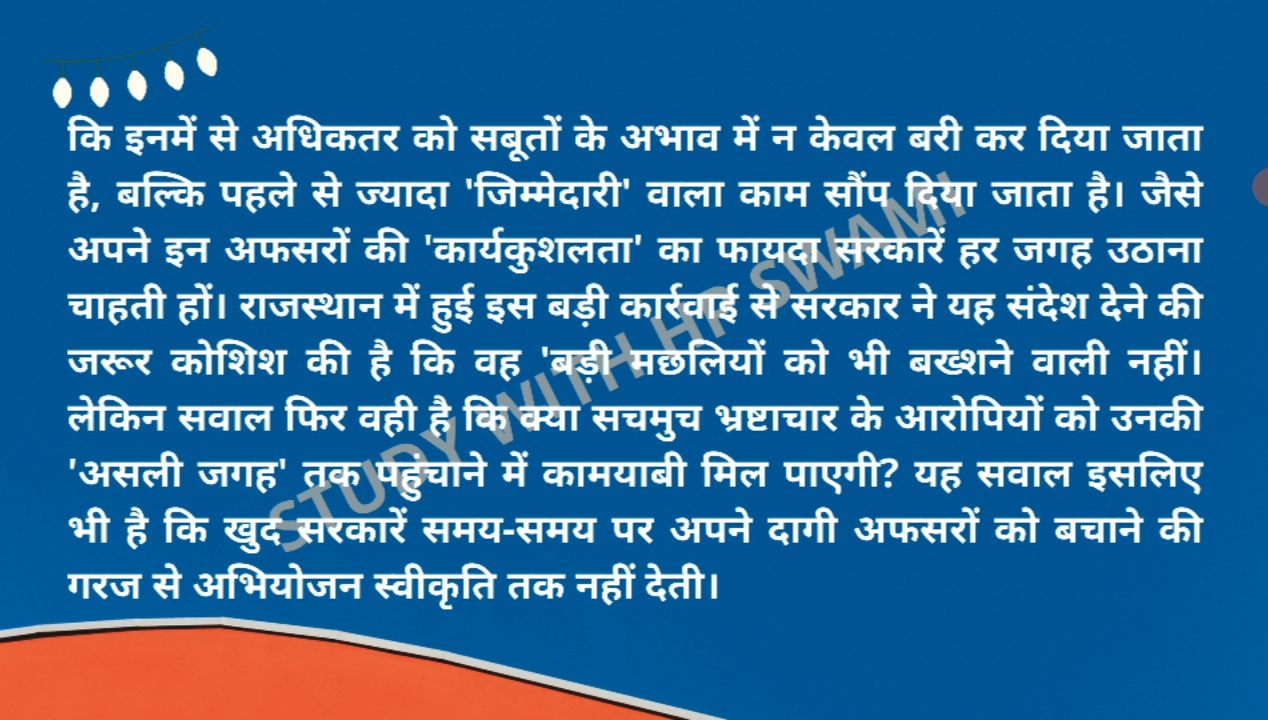 कि इनमें से अधिकतर को सबूतों के अभाव में न केवल बरी कर दिया जाता
है, बल्कि पहले से ज्यादा 'जिम्मेदारी' वाला काम सौंप दिया जाता है। जैसे
अपने इन अफसरों की 'कार्यकुशलता' का फायदा सरकारें हर जगह उठाना
चाहती हों। राजस्थान में हुई इस बड़ी कार्रवाई से सरकार ने यह संदेश देने की
जरूर कोशिश की है कि वह 'बड़ी मछलियों को भी बख्शने वाली नहीं।
लेकिन सवाल फिर वही है कि क्या सचमुच भ्रष्टाचार के आरोपियों को उनकी
'असली जगह' तक पहुंचाने में कामयाबी मिल पाएगी? यह सवाल इसलिए
भी है कि खुद सरकारें समय-समय पर अपने दागी अफसरों को बचाने की
गरज से अभियोजन स्वीकृति तक नहीं देती।
STUDY WITH HR SWAMI